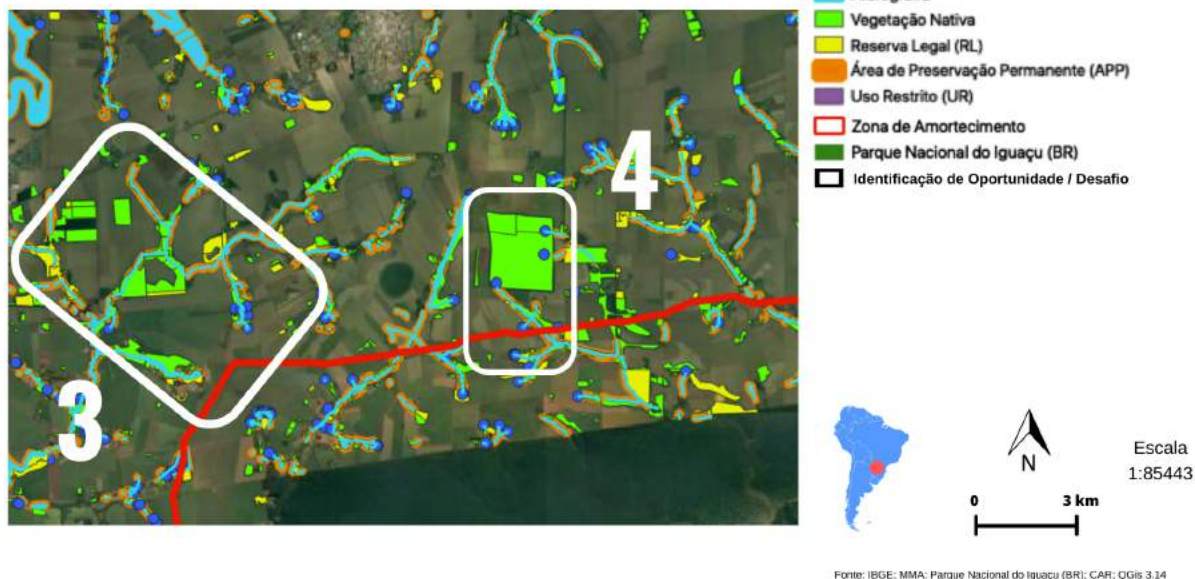 Vegetação Nativa
Reserva Legal (RL)
Área de Preservação Permanente (APP)
Uso Restrito (UR)
Zona de Amortecimento
Parque Nacional do Iguaçu (BR)
Identificação de Oportunidade / Desafio
4
3
N
Escala
1:85443
0 3 km
Fonte: IBGE; MMA; Parque Nacional do Iguaçu (BR); CAR; QGis 3.14